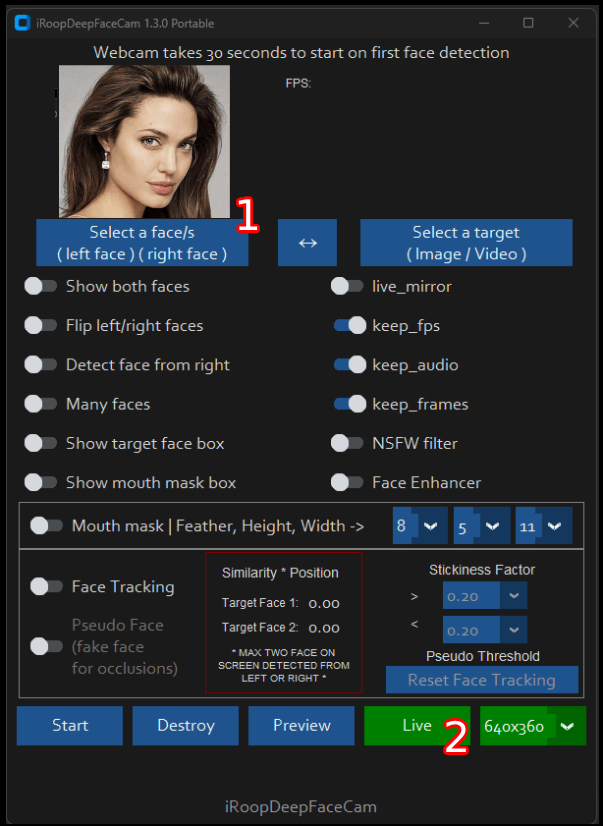 iRoopDeepFaceCam 1.3.0 Portable
Webcam takes 30 seconds to start on first face detection
FPS:
1
Select a face/s
( left face ) ( right face )
↔
Select a target
( Image / Video )
Show both faces
live_mirror
Flip left/right faces
keep_fps
Detect face from right
keep_audio
Many faces
keep_frames
Show target face box
NSFW filter
Show mouth mask box
Face Enhancer
Mouth mask | Feather, Height, Width ->
8
5
11
Face Tracking
Pseudo Face
(fake face
for occlusions)
Similarity * Position
Target Face 1: 0.00
Target Face 2: 0.00
* MAX TWO FACE ON
SCREEN DETECTED FROM
LEFT OR RIGHT *
Stickiness Factor
> 0.20
< 0.20
Pseudo Threshold
Reset Face Tracking
Start
Destroy
Preview
Live
2
640x360
iRoopDeepFaceCam